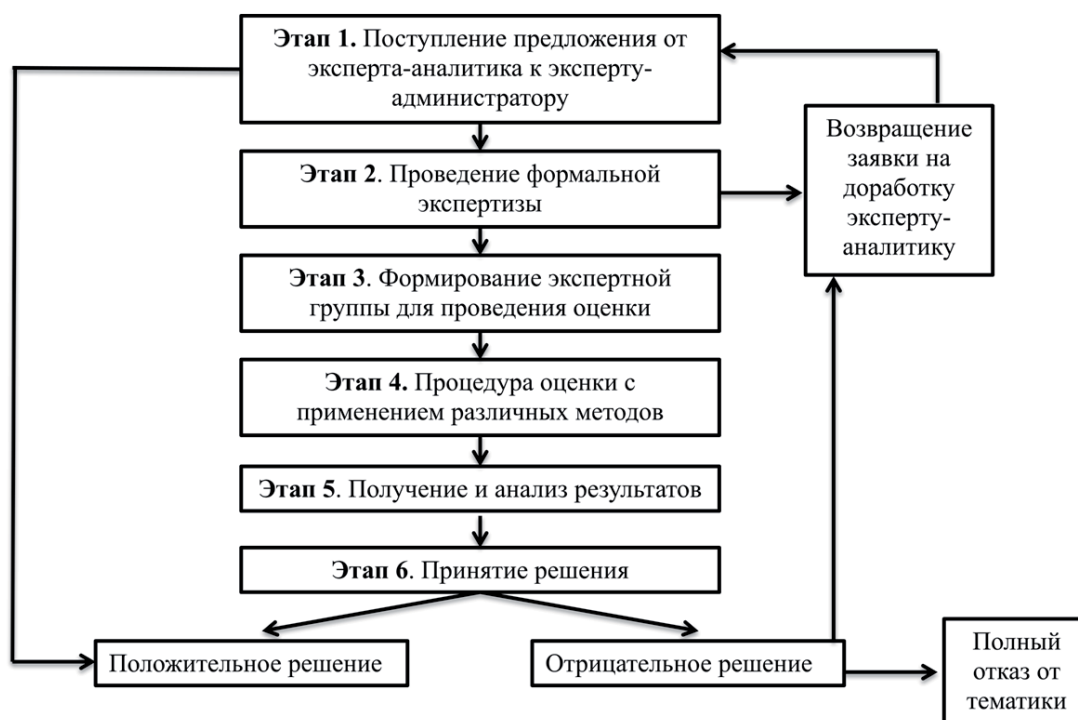 Этап 1. Поступление предложения от
эксперта-аналитика к эксперту-
администратору
Возвращение
заявки на
доработку
эксперту-
аналитику
Этап 2. Проведение формальной
экспертизы
Этап 3. Формирование экспертной
группы для проведения оценки
Этап 4. Процедура оценки с
применением различных методов
Этап 5. Получение и анализ результатов
Этап 6. Принятие решения
Положительное решение
Отрицательное решение
Полный
отказ от
тематики